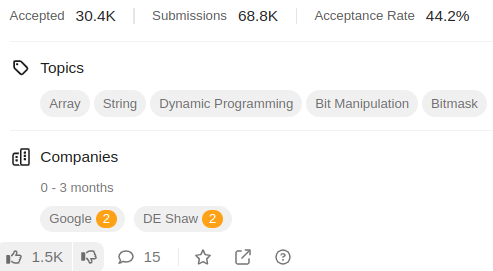 Accepted 30.4K Submissions 68.8K Acceptance Rate 44.2%
Topics
Array String Dynamic Programming Bit Manipulation Bitmask
Companies
0 - 3 months
Google 2 DE Shaw 2
1.5K 15